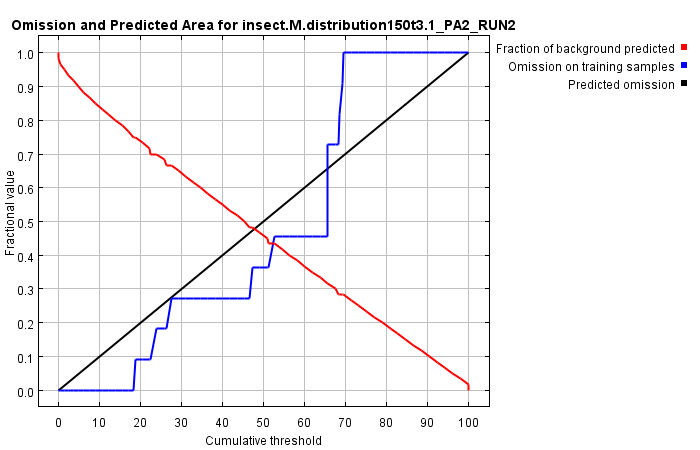 Omission and Predicted Area for insect.M.distribution150t3.1_PA2_RUN2
Fraction of background predicted
Omission on training samples
Predicted omission
1.0
0.9
0.8
0.7
0.6
0.5
0.4
0.3
0.2
0.1
0.0
Fractional value
0 10 20 30 40 50 60 70 80 90 100
Cumulative threshold